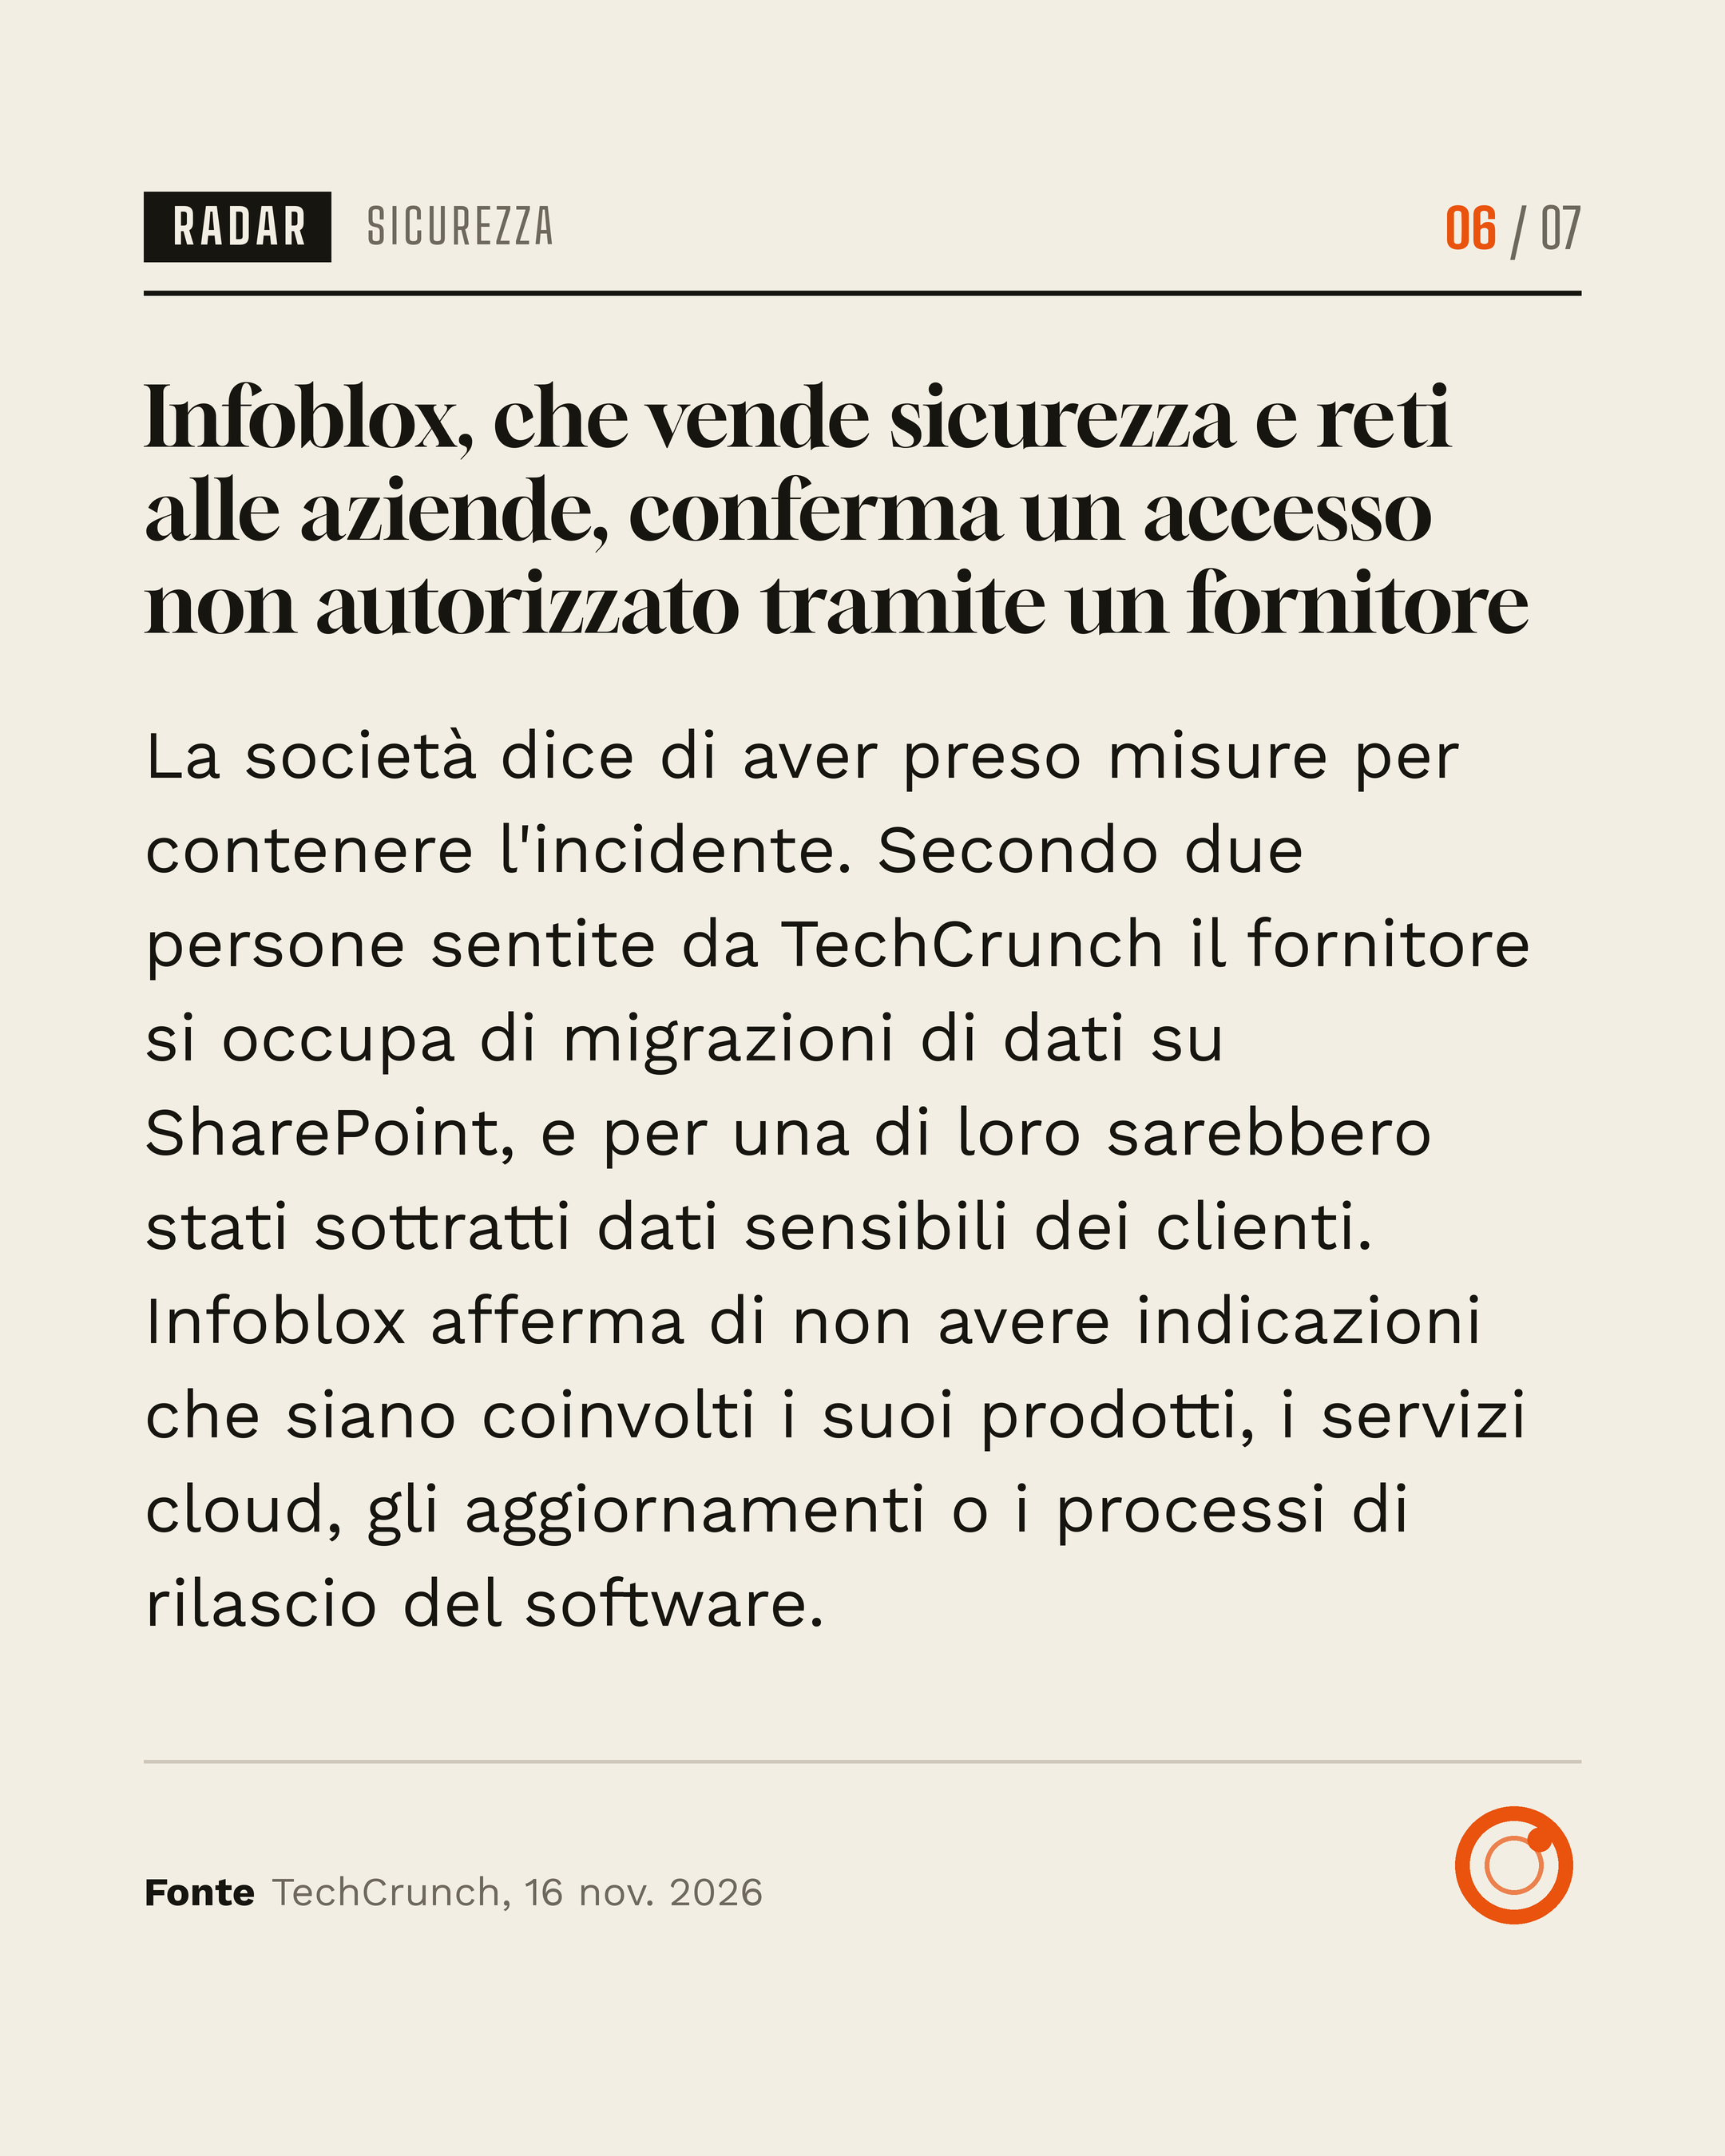 RADAR SICUREZZA 06 / 07
Infoblox, che vende sicurezza e reti
alle aziende, conferma un accesso
non autorizzato tramite un fornitore
La società dice di aver preso misure per
contenere l'incidente. Secondo due
persone sentite da TechCrunch il fornitore
si occupa di migrazioni di dati su
SharePoint, e per una di loro sarebbero
stati sottratti dati sensibili dei clienti.
Infoblox afferma di non avere indicazioni
che siano coinvolti i suoi prodotti, i servizi
cloud, gli aggiornamenti o i processi di
rilascio del software.
Fonte TechCrunch, 16 nov. 2026